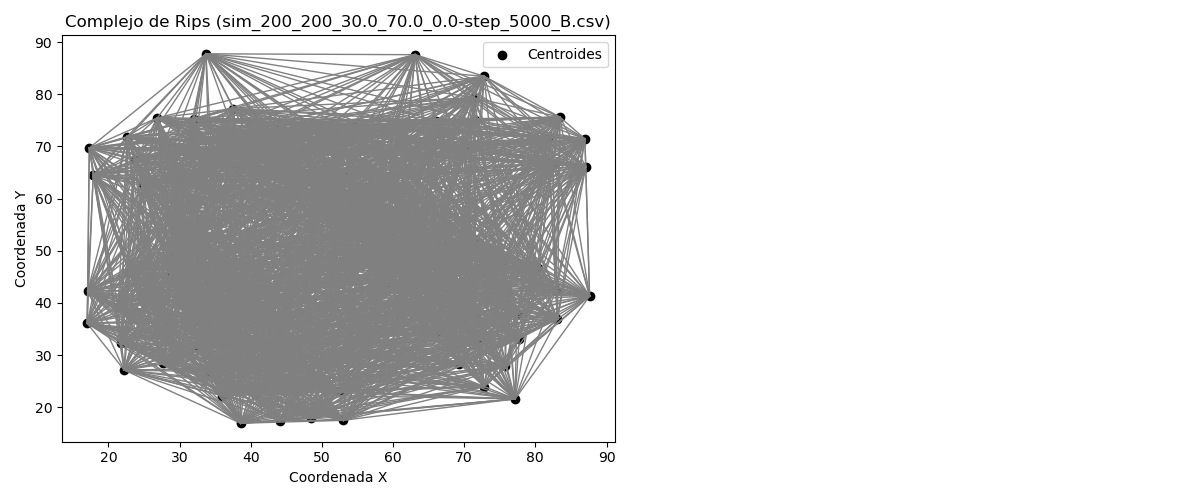 Complejo de Rips (sim_200_200_30.0_70.0_0.0-step_5000_B.csv)
Centroides
90
80
70
60
50
40
30
20
Coordenada Y
20 30 40 50 60 70 80 90
Coordenada X